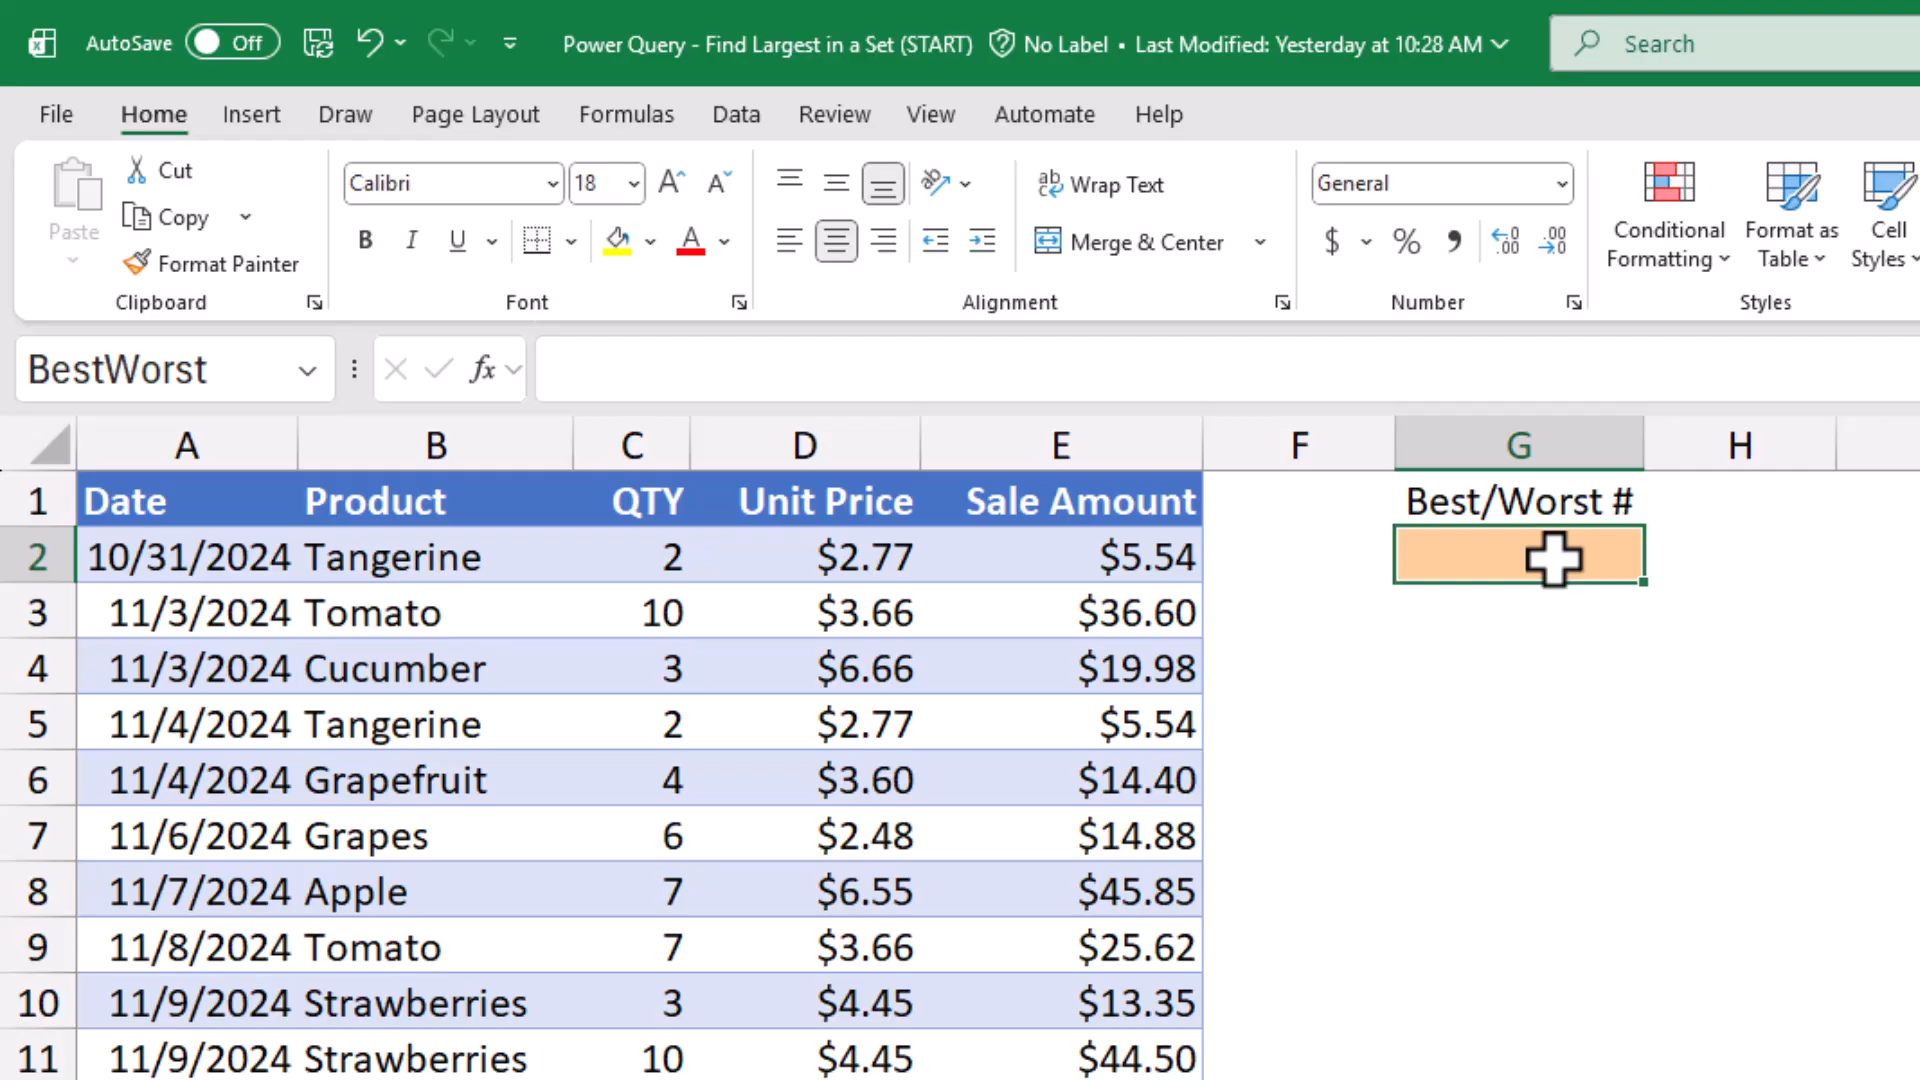 AutoSave Off Power Query - Find Largest in a Set (START) No Label • Last Modified: Yesterday at 10:28 AM Search
File Home Insert Draw Page Layout Formulas Data Review View Automate Help
Paste Cut Copy Format Painter
Clipboard
Calibri 18
B I U A
Font
Wrap Text
Merge & Center
Alignment
General
$ % 9 .00 .00
Number
Conditional Formatting
Format as Table
Cell Styles
Styles
BestWorst fx
A B C D E F G H
1 Date Product QTY Unit Price Sale Amount Best/Worst #
2 10/31/2024 Tangerine 2 $2.77 $5.54
3 11/3/2024 Tomato 10 $3.66 $36.60
4 11/3/2024 Cucumber 3 $6.66 $19.98
5 11/4/2024 Tangerine 2 $2.77 $5.54
6 11/4/2024 Grapefruit 4 $3.60 $14.40
7 11/6/2024 Grapes 6 $2.48 $14.88
8 11/7/2024 Apple 7 $6.55 $45.85
9 11/8/2024 Tomato 7 $3.66 $25.62
10 11/9/2024 Strawberries 3 $4.45 $13.35
11 11/9/2024 Strawberries 10 $4.45 $44.50